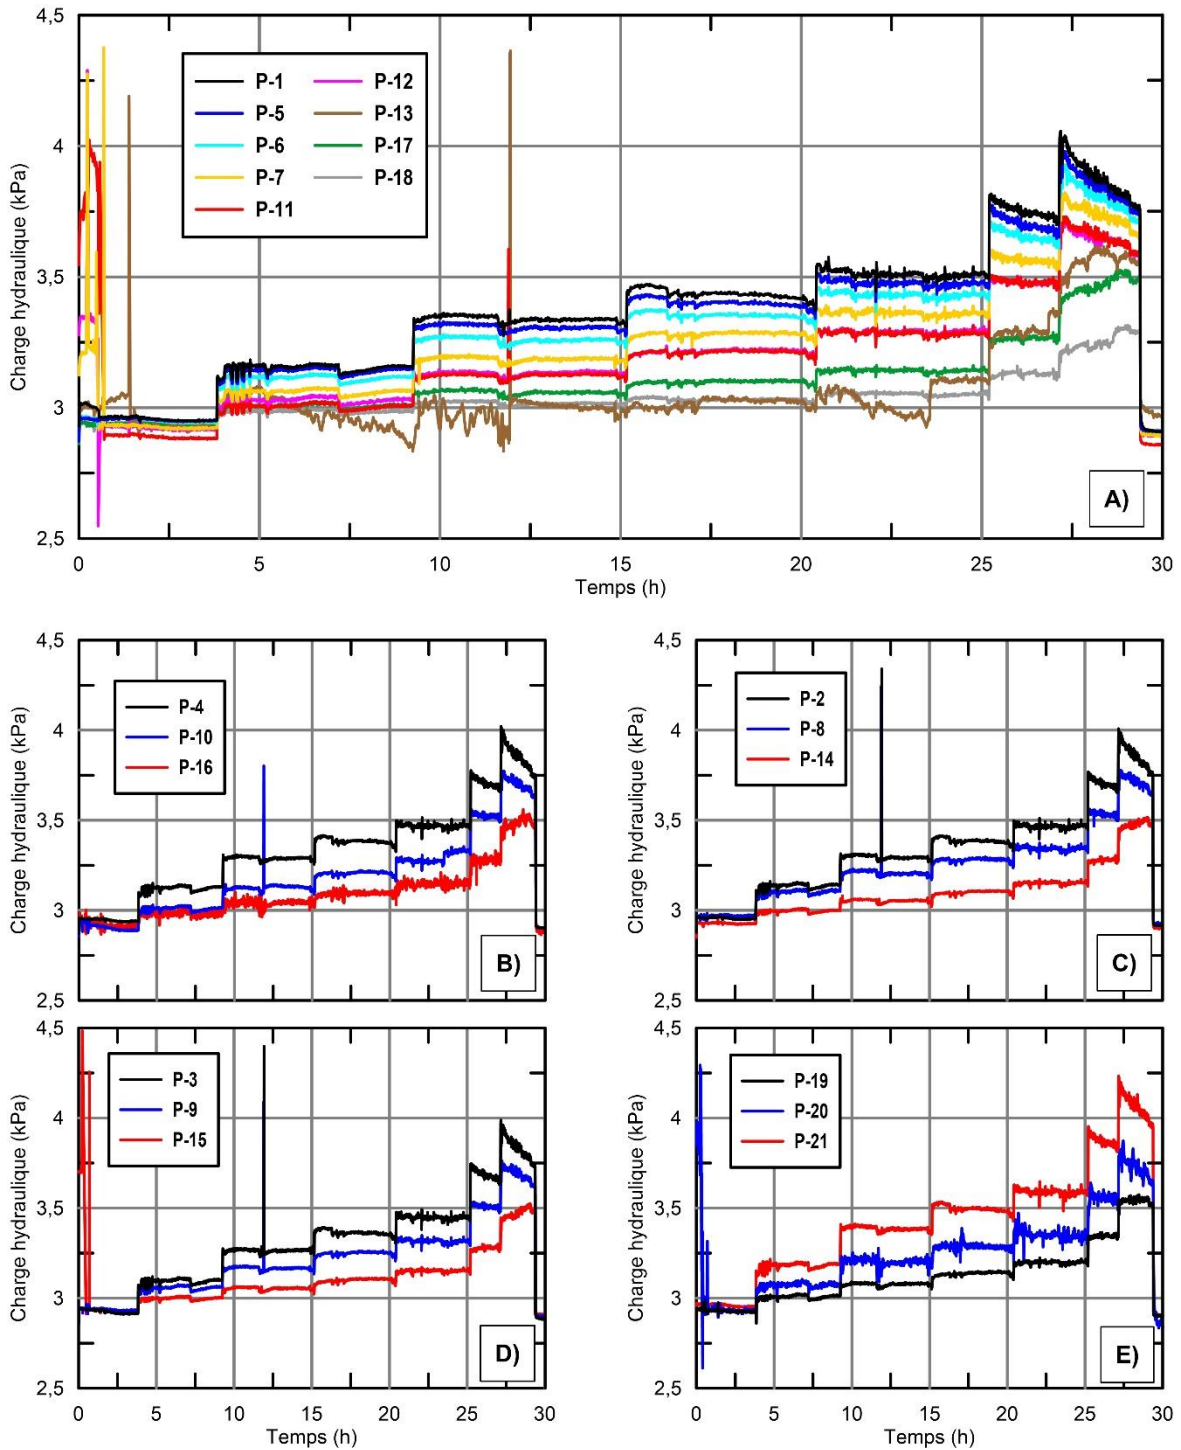 4,5
4
3,5
3
2,5
Charge hydraulique (kPa)
P-1 P-12
P-5 P-13
P-6 P-17
P-7 P-18
P-11
A)
0 5 10 15 20 25 30
Temps (h)
4,5
4
3,5
3
2,5
Charge hydraulique (kPa)
P-4
P-10
P-16
B)
4,5
4
3,5
3
2,5
Charge hydraulique (kPa)
P-2
P-8
P-14
C)
4,5
4
3,5
3
2,5
Charge hydraulique (kPa)
P-3
P-9
P-15
D)
0 5 10 15 20 25 30
Temps (h)
4,5
4
3,5
3
2,5
Charge hydraulique (kPa)
P-19
P-20
P-21
E)
0 5 10 15 20 25 30
Temps (h)